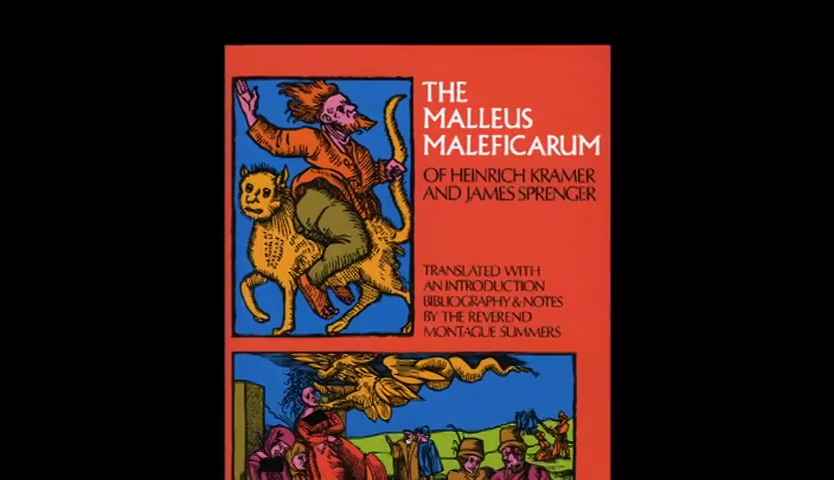 THE
MALLEUS
MALEFICARUM
OF HEINRICH KRAMER
AND JAMES SPRENGER
TRANSLATED WITH
AN INTRODUCTION
BIBLIOGRAPHY & NOTES
BY THE REVEREND
MONTAGUE SUMMERS